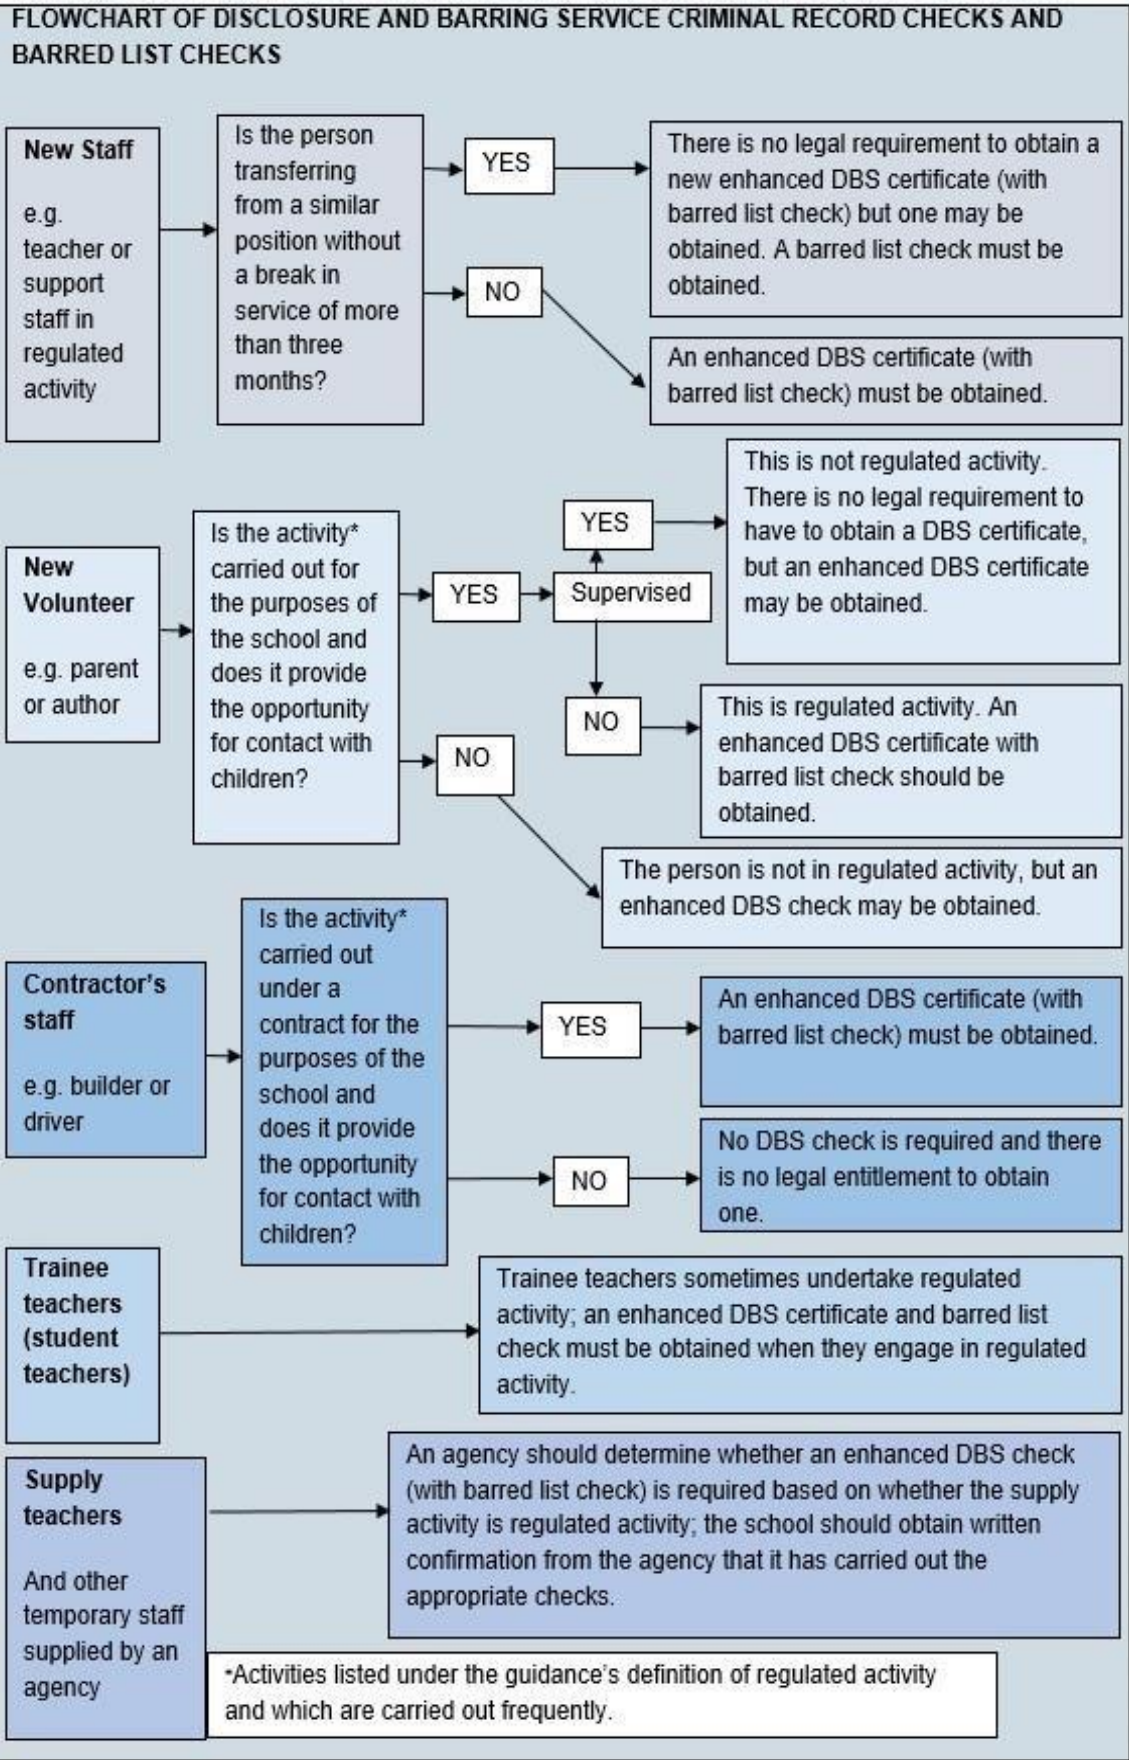 FLOWCHART OF DISCLOSURE AND BARRING SERVICE CRIMINAL RECORD CHECKS AND
BARRED LIST CHECKS
New Staff
e.g.
teacher or
support
staff in
regulated
activity
Is the person
transferring
from a similar
position without
a break in
service of more
than three
months?
YES
There is no legal requirement to obtain a
new enhanced DBS certificate (with
barred list check) but one may be
obtained. A barred list check must be
obtained.
NO
An enhanced DBS certificate (with
barred list check) must be obtained.
New
Volunteer
e.g. parent
or author
Is the activity*
carried out for
the purposes of
the school and
does it provide
the opportunity
for contact with
children?
YES
Supervised
YES
This is not regulated activity.
There is no legal requirement to
have to obtain a DBS certificate,
but an enhanced DBS certificate
may be obtained.
NO
This is regulated activity. An
enhanced DBS certificate with
barred list check should be
obtained.
NO
The person is not in regulated activity, but an
enhanced DBS check may be obtained.
Contractor's
staff
e.g. builder or
driver
Is the activity*
carried out
under a
contract for the
purposes of the
school and
does it provide
the opportunity
for contact with
children?
YES
An enhanced DBS certificate (with
barred list check) must be obtained.
NO
No DBS check is required and there
is no legal entitlement to obtain
one.
Trainee
teachers
(student
teachers)
Trainee teachers sometimes undertake regulated
activity; an enhanced DBS certificate and barred list
check must be obtained when they engage in regulated
activity.
Supply
teachers
And other
temporary staff
supplied by an
agency
An agency should determine whether an enhanced DBS check
(with barred list check) is required based on whether the supply
activity is regulated activity; the school should obtain written
confirmation from the agency that it has carried out the
appropriate checks.
*Activities listed under the guidance's definition of regulated activity
and which are carried out frequently.